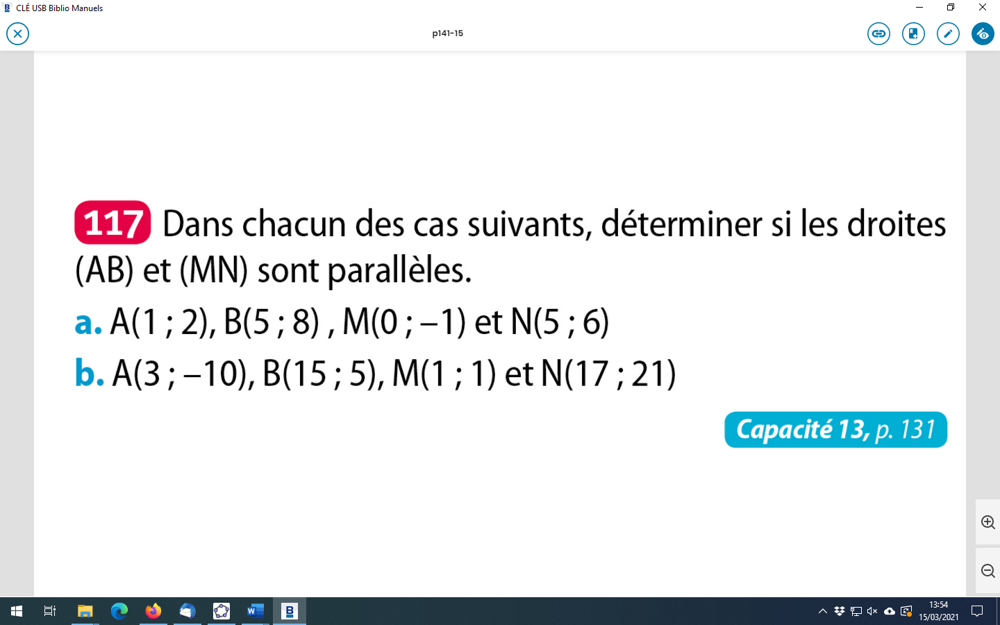 CLÉ USB Biblio Manuels
p141-15
117 Dans chacun des cas suivants, déterminer si les droites
(AB) et (MN) sont parallèles.
a. A(1 ; 2), B(5 ; 8) , M(0 ; –1) et N(5 ; 6)
b. A(3 ; –10), B(15 ; 5), M(1 ; 1) et N(17 ; 21)
Capacité 13, p. 131
13:54
15/03/2021